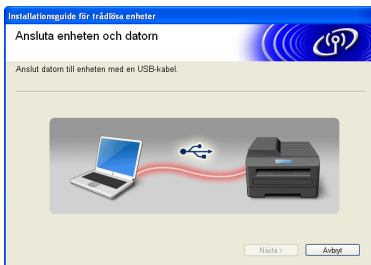 Installationsguide för trådlösa enheter
Ansluta enheten och datorn
Anslut datorn till enheten med en USB-kabel.
Nästa >
Avbryt